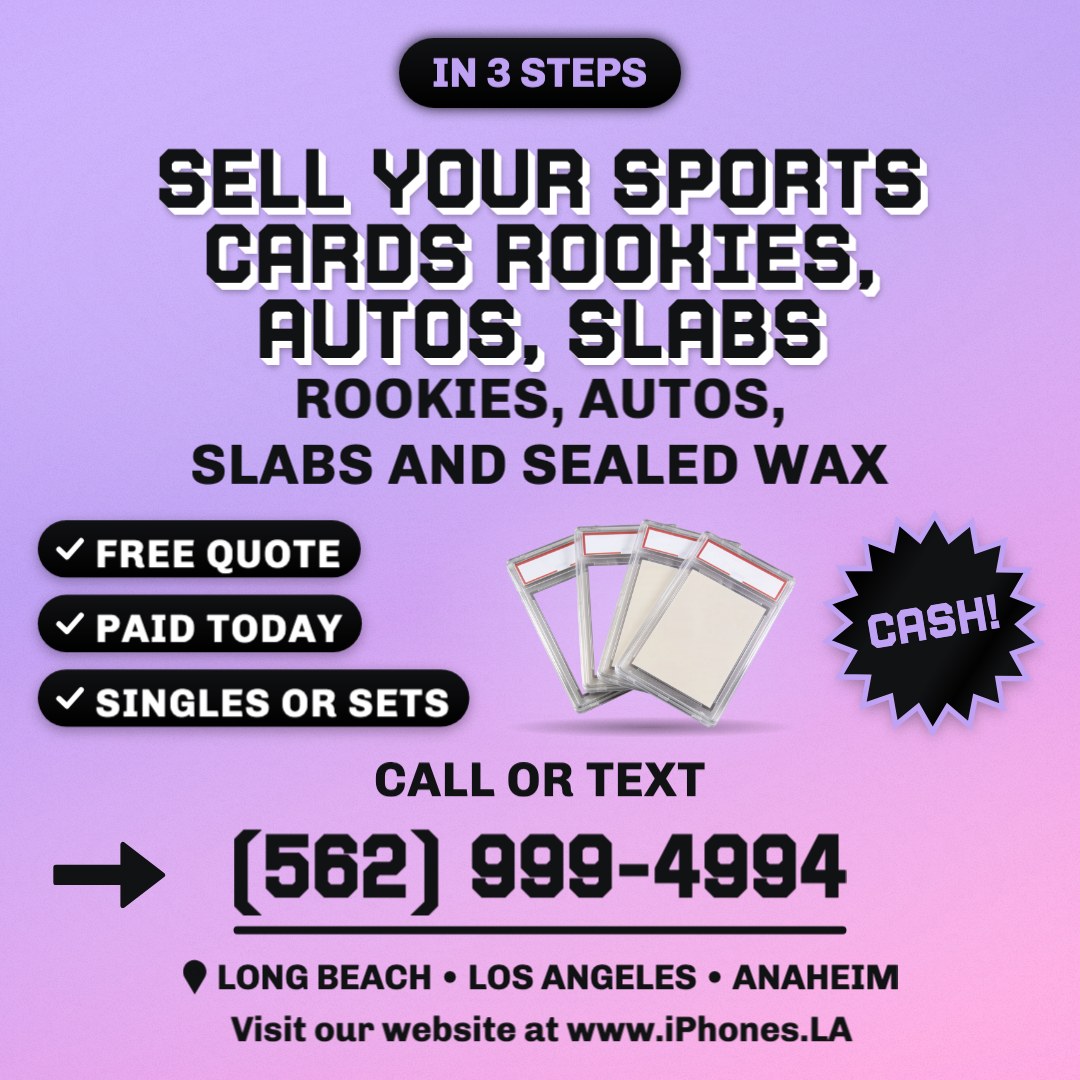 IN 3 STEPS
SELL YOUR SPORTS
CARDS ROOKIES,
AUTOS, SLABS
ROOKIES, AUTOS,
SLABS AND SEALED WAX
FREE QUOTE
PAID TODAY
SINGLES OR SETS
CASH!
CALL OR TEXT
(562) 999-4994
LONG BEACH • LOS ANGELES • ANAHEIM
Visit our website at www.iPhones.LA